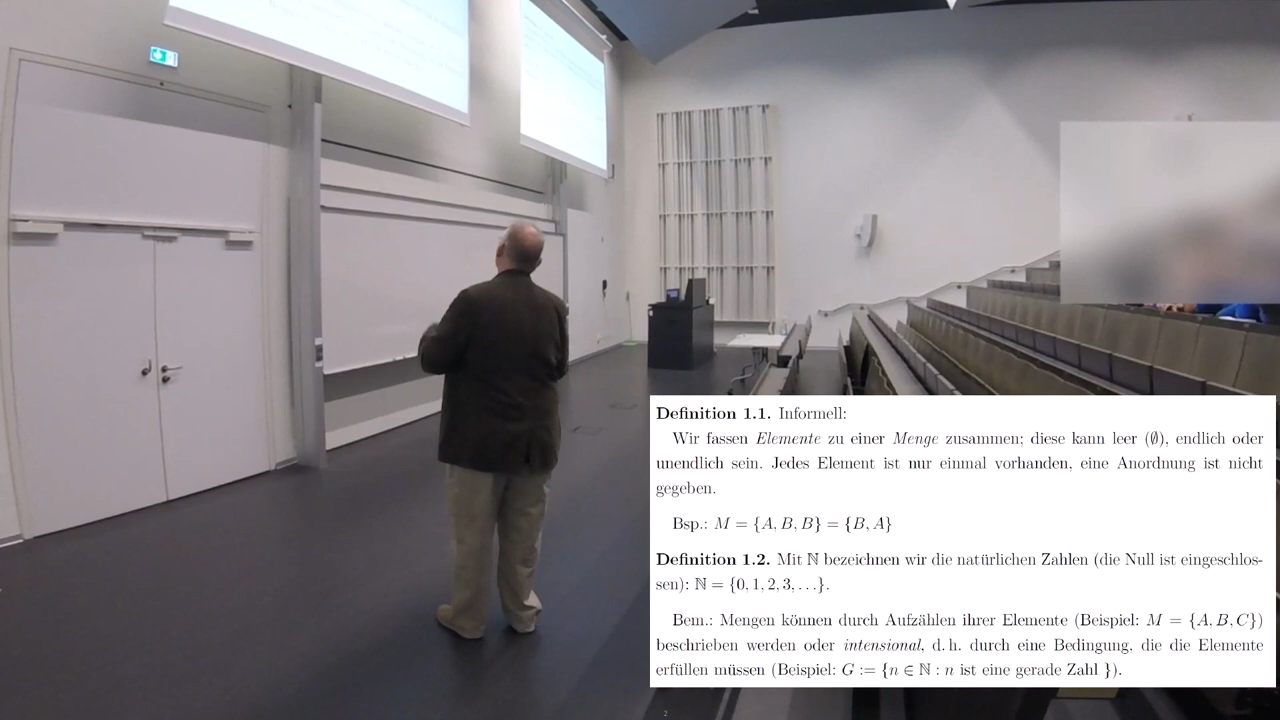 Definition 1.1. Informell:
Wir fassen Elemente zu einer Menge zusammen; diese kann leer (∅), endlich oder
unendlich sein. Jedes Element ist nur einmal vorhanden, eine Anordnung ist nicht
gegeben.
Bsp.: M = {A, B, B} = {B, A}
Definition 1.2. Mit ℕ bezeichnen wir die natürlichen Zahlen (die Null ist eingeschlos-
sen): ℕ = {0, 1, 2, 3, . . .}.
Bem.: Mengen können durch Aufzählen ihrer Elemente (Beispiel: M = {A, B, C})
beschrieben werden oder intensional, d. h. durch eine Bedingung, die die Elemente
erfüllen müssen (Beispiel: G := {n ∈ ℕ : n ist eine gerade Zahl }).
2